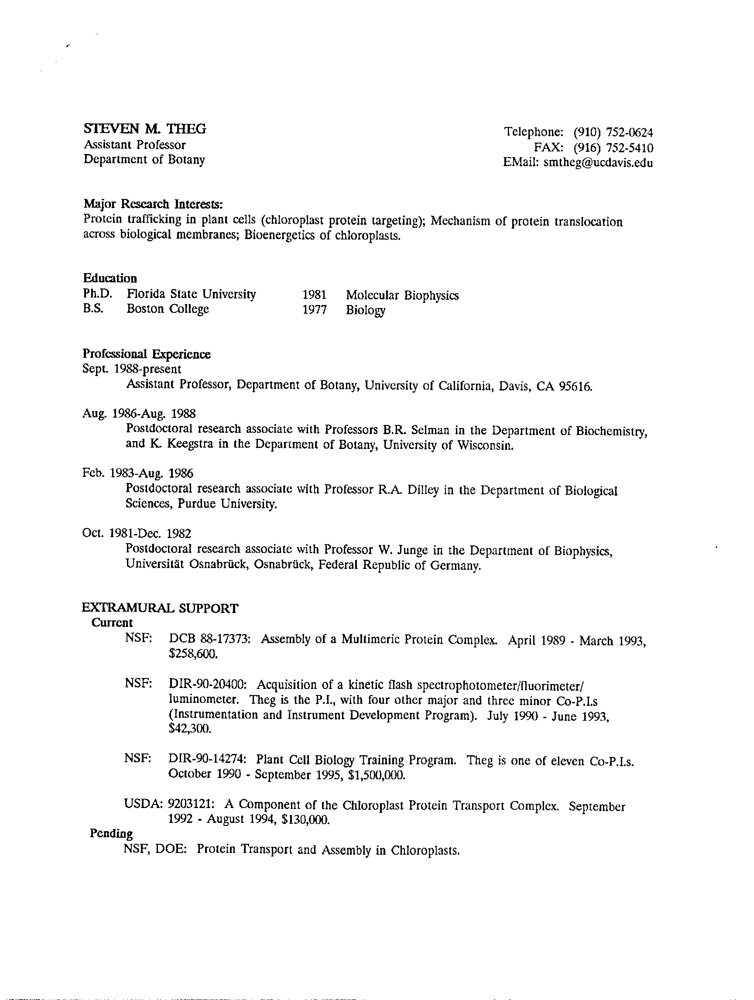 STEVEN M. THEG
Assistant Professor
Department of Botany
Telephone: (910) 752-0624
FAX: (916) 752-5410
EMail: smtheg@ucdavis.edu
Major Research Interests:
Protein trafficking in plant cells (chloroplast protein targeting); Mechanism of protein translocation
across biological membranes; Bioenergetics of chloroplasts.
Education
Ph.D. Florida State University 1981 Molecular Biophysics
B.S. Boston College 1977 Biology
Professional Experience
Sept. 1988-present
Assistant Professor, Department of Botany, University of California, Davis, CA 95616.
Aug. 1986-Aug. 1988
Postdoctoral research associate with Professors B.R. Selman in the Department of Biochemistry,
and K. Keegstra in the Department of Botany, University of Wisconsin.
Feb. 1983-Aug. 1986
Postdoctoral research associate with Professor R.A. Dilley in the Department of Biological
Sciences, Purdue University.
Oct. 1981-Dec. 1982
Postdoctoral research associate with Professor W. Junge in the Department of Biophysics,
Universität Osnabrück, Osnabrück, Federal Republic of Germany.
EXTRAMURAL SUPPORT
Current
NSF: DCB 88-17373: Assembly of a Multimeric Protein Complex. April 1989 - March 1993,
$258,600.
NSF: DIR-90-20400: Acquisition of a kinetic flash spectrophotometer/fluorimeter/
luminometer. Theg is the P.I., with four other major and three minor Co-P.I.s
(Instrumentation and Instrument Development Program). July 1990 - June 1993,
$42,300.
NSF: DIR-90-14274: Plant Cell Biology Training Program. Theg is one of eleven Co-P.I.s.
October 1990 - September 1995, $1,500,000.
USDA: 9203121: A Component of the Chloroplast Protein Transport Complex. September
1992 - August 1994, $130,000.
Pending
NSF, DOE: Protein Transport and Assembly in Chloroplasts.